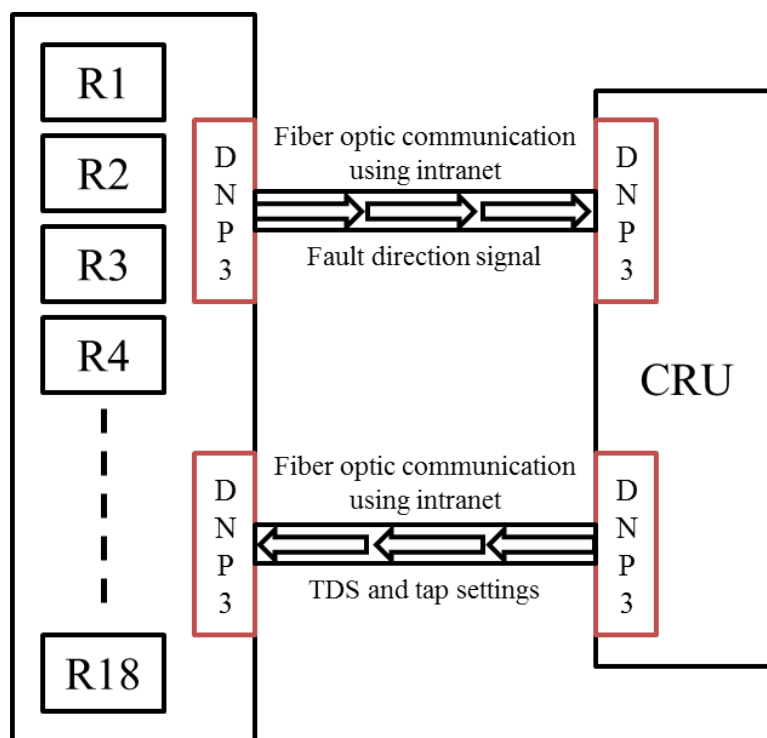 R1
R2
R3
R4
R18
D
N
P
3
Fiber optic communication
using intranet
Fault direction signal
D
N
P
3
CRU
D
N
P
3
Fiber optic communication
using intranet
TDS and tap settings
D
N
P
3